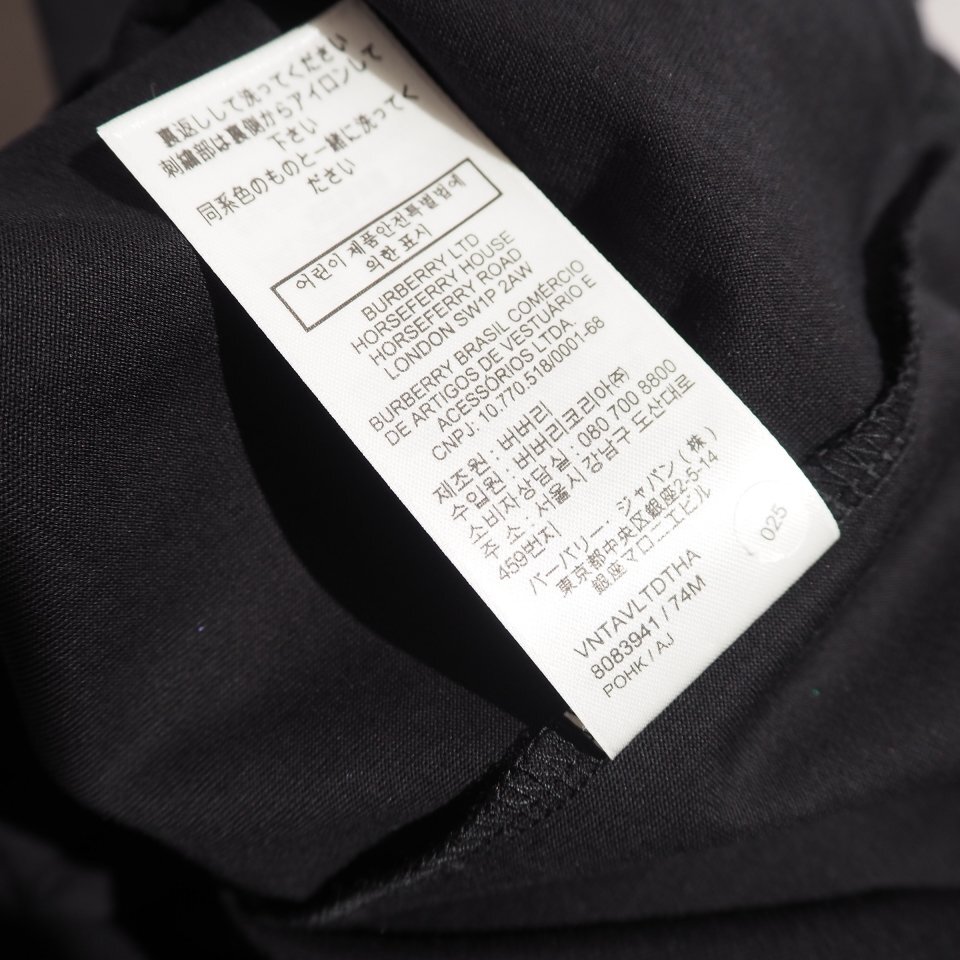 裏返しして洗ってください
刺繍部は裏側からアイロンして
下さい
同系色のものと一緒に洗ってく
ださい
어린이 제품안전특별법에
의한 표시
BURBERRY LTD
HORSEFERRY HOUSE
HORSEFERRY ROAD
LONDON SW1P 2AW
BURBERRY BRASIL COMÉRCIO
DE ARTIGOS DE VESTUÁRIO E
ACESSÓRIOS LTDA.
CNPJ: 10.770.518/0001-68
제조원 : 버버리
수입원 : 버버리코리아㈜
소비자상담실 : 080 700 8800
주 소 : 서울시강남구 도산대로
459번지
バーバリー・ジャパン(株)
東京都中央区銀座2-5-14
銀座マロニエビル
VNTAVLTDTHA
8083941 / 74M
POHK / AJ
025